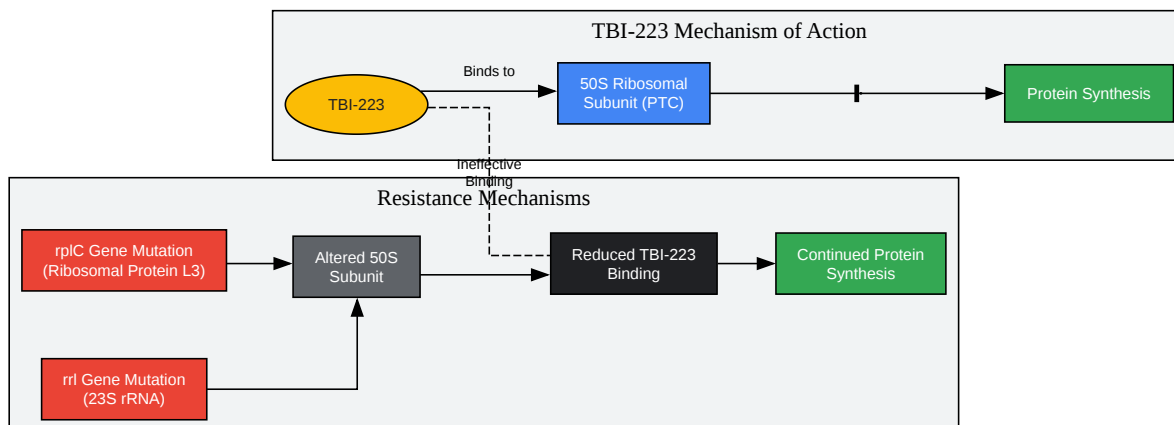 TBI-223 Mechanism of Action
Binds to
TBI-223
50S Ribosomal
Subunit (PTC)
Protein Synthesis
Ineffective
Binding
Resistance Mechanisms
rplC Gene Mutation
(Ribosomal Protein L3)
Altered 50S
Subunit
Reduced TBI-223
Binding
Continued Protein
Synthesis
rrl Gene Mutation
(23S rRNA)